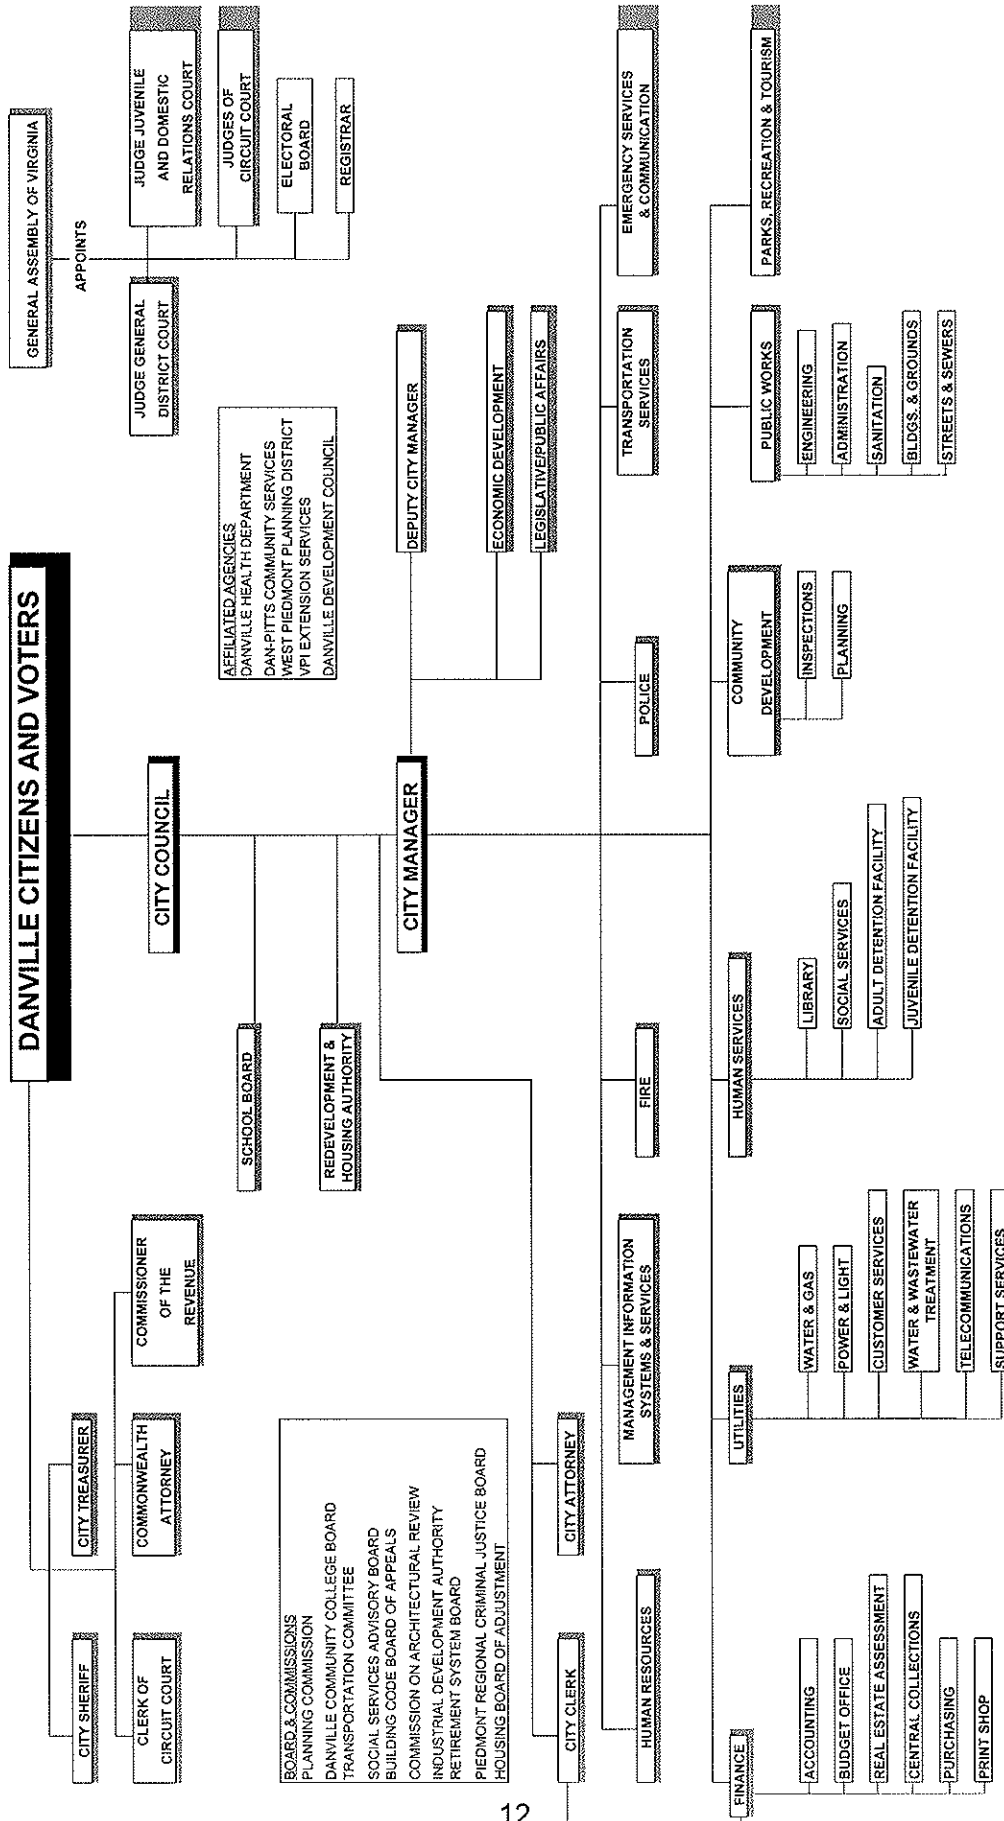 DANVILLE CITIZENS AND VOTERS
GENERAL ASSEMBLY OF VIRGINIA
APPOINTS
JUDGE GENERAL
DISTRICT COURT
JUDGE JUVENILE
AND DOMESTIC
RELATIONS COURT
JUDGES OF
CIRCUIT COURT
ELECTORAL
BOARD
REGISTRAR
CITY SHERIFF
CITY TREASURER
CLERK OF
CIRCUIT COURT
COMMONWEALTH
ATTORNEY
COMMISSIONER
OF THE
REVENUE
CITY COUNCIL
SCHOOL BOARD
REDEVELOPMENT &
HOUSING AUTHORITY
AFFILIATED AGENCIES
DANVILLE HEALTH DEPARTMENT
DAN-PITTS COMMUNITY SERVICES
WEST PIEDMONT PLANNING DISTRICT
VPI EXTENSION SERVICES
DANVILLE DEVELOPMENT COUNCIL
BOARD & COMMISSIONS
PLANNING COMMISSION
DANVILLE COMMUNITY COLLEGE BOARD
TRANSPORTATION COMMITTEE
SOCIAL SERVICES ADVISORY BOARD
BUILDING CODE BOARD OF APPEALS
COMMISSION ON ARCHITECTURAL REVIEW
INDUSTRIAL DEVELOPMENT AUTHORITY
RETIREMENT SYSTEM BOARD
PIEDMONT REGIONAL CRIMINAL JUSTICE BOARD
HOUSING BOARD OF ADJUSTMENT
CITY MANAGER
DEPUTY CITY MANAGER
ECONOMIC DEVELOPMENT
LEGISLATIVE/PUBLIC AFFAIRS
CITY CLERK
CITY ATTORNEY
HUMAN RESOURCES
MANAGEMENT INFORMATION
SYSTEMS & SERVICES
FIRE
POLICE
TRANSPORTATION
SERVICES
EMERGENCY SERVICES
& COMMUNICATION
FINANCE
ACCOUNTING
BUDGET OFFICE
REAL ESTATE ASSESSMENT
CENTRAL COLLECTIONS
PURCHASING
PRINT SHOP
UTILITIES
WATER & GAS
POWER & LIGHT
CUSTOMER SERVICES
WATER & WASTEWATER
TREATMENT
TELECOMMUNICATIONS
SUPPORT SERVICES
HUMAN SERVICES
LIBRARY
SOCIAL SERVICES
ADULT DETENTION FACILITY
JUVENILE DETENTION FACILITY
COMMUNITY
DEVELOPMENT
INSPECTIONS
PLANNING
PUBLIC WORKS
ENGINEERING
ADMINISTRATION
SANITATION
BLDGS. & GROUNDS
STREETS & SEWERS
PARKS, RECREATION & TOURISM
12